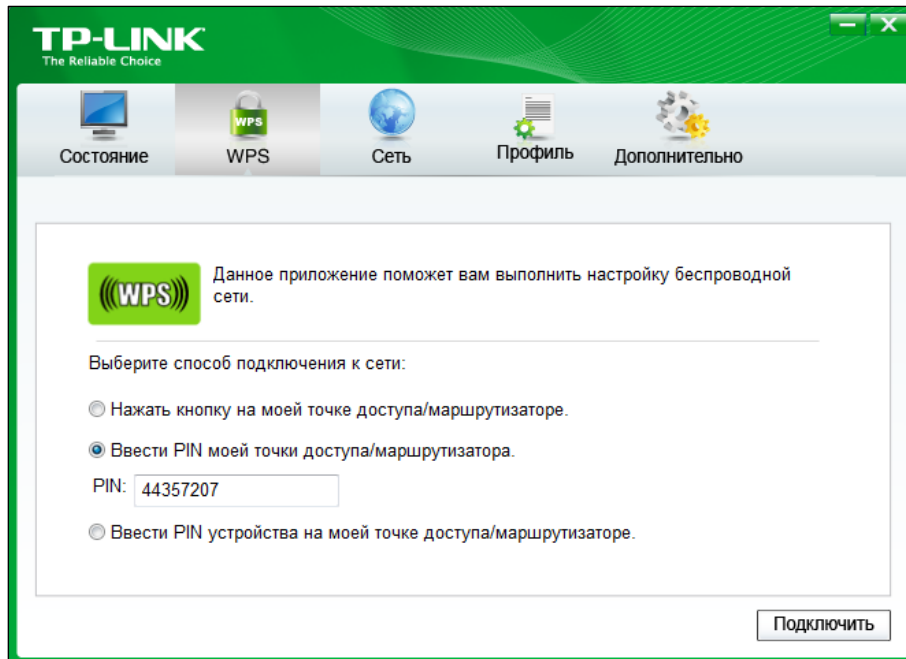 TP-LINK
The Reliable Choice
WPS
Состояние
WPS
Сеть
Профиль
Дополнительно
WPS
Данное приложение поможет вам выполнить настройку беспроводной
сети.
Выберите способ подключения к сети:
Нажать кнопку на моей точке доступа/маршрутизаторе.
Ввести PIN моей точки доступа/маршрутизатора.
PIN: 44357207
Ввести PIN устройства на моей точке доступа/маршрутизаторе.
Подключить